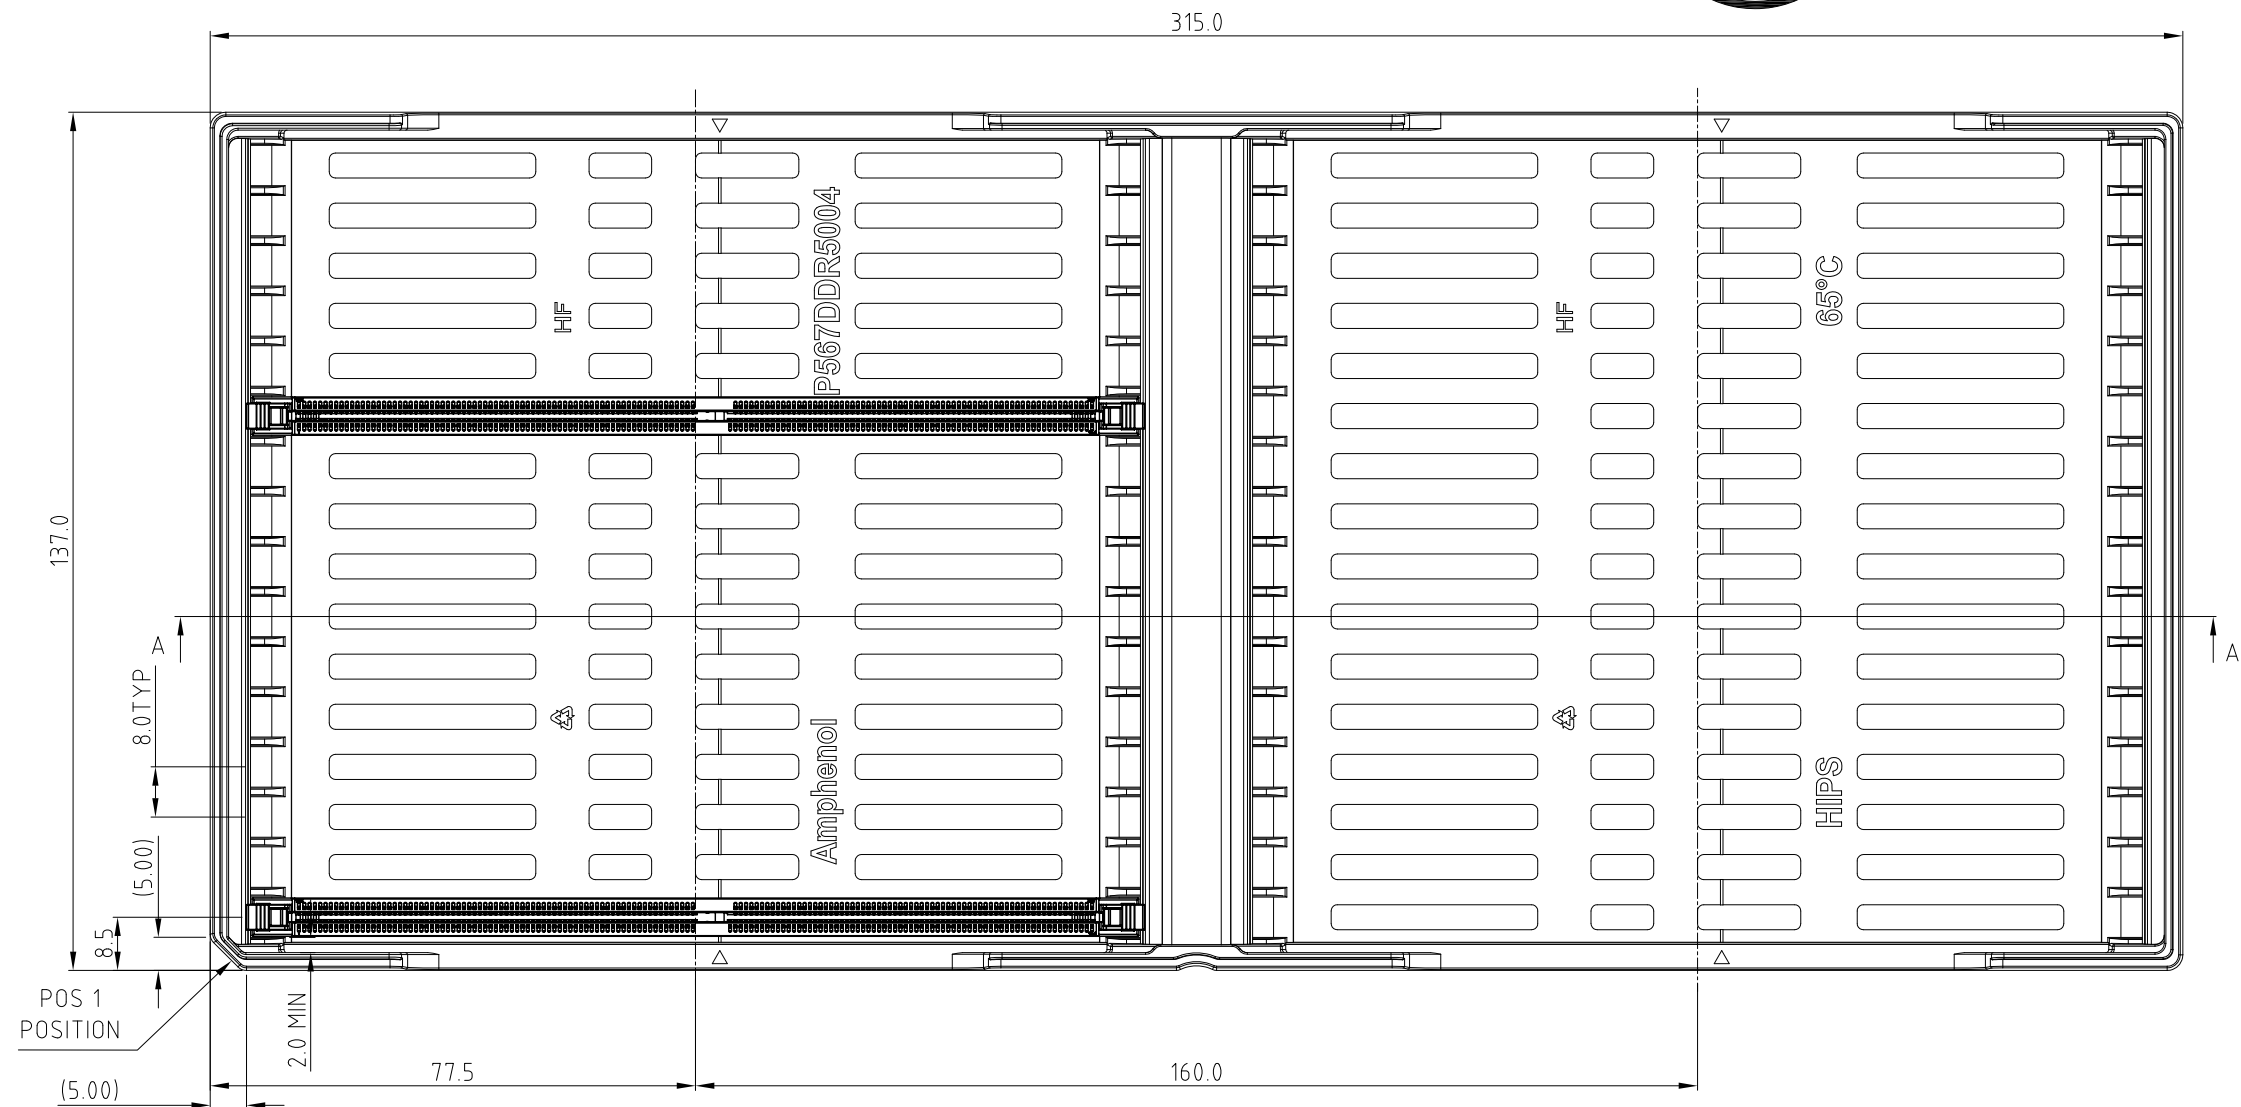 315.0
137.0
P567DDR5004
HF
HF
65°C
A
A
8.0TYP
(5.00)
8.5
Amphenol
HIPS
POS 1
POSITION
2.0 MIN
77.5
160.0
(5.00)